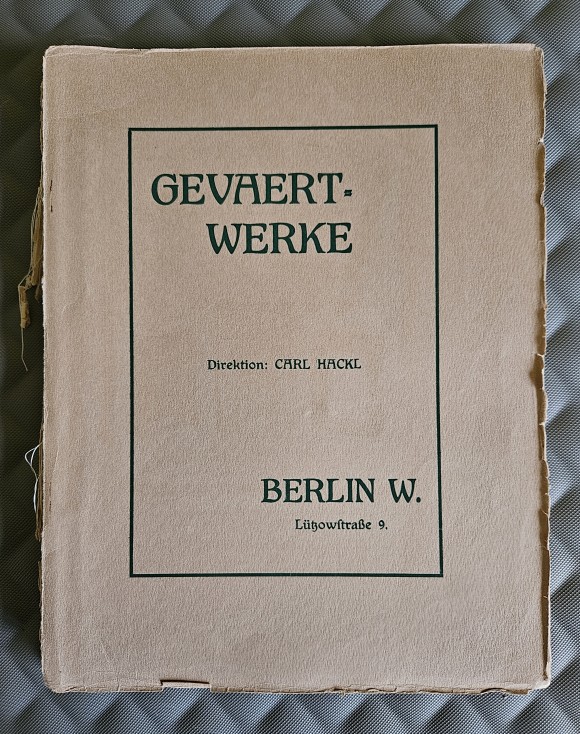 GEVAERT-
WERKE
Direktion: CARL HACKL
BERLIN W.
Lützowſtraße 9.